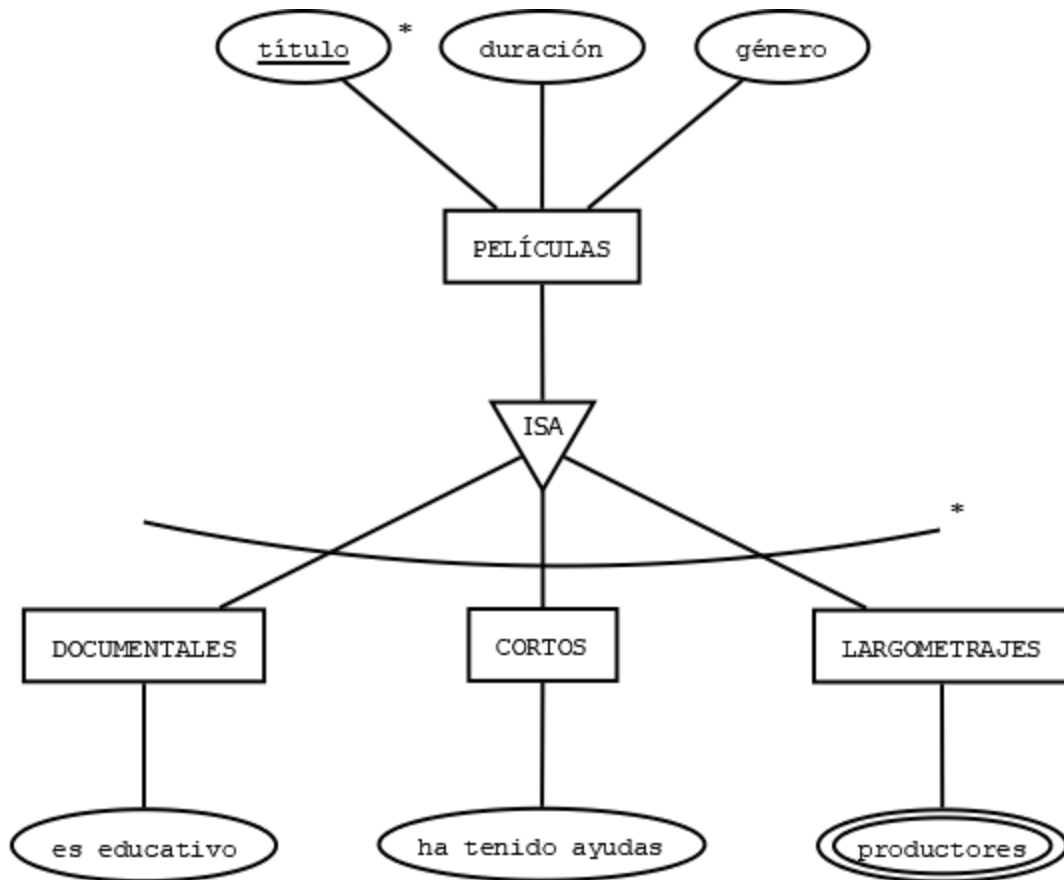 título * duración género
PELÍCULAS
ISA
*
DOCUMENTALES CORTOS LARGOMETRAJES
es educativo ha tenido ayudas productores